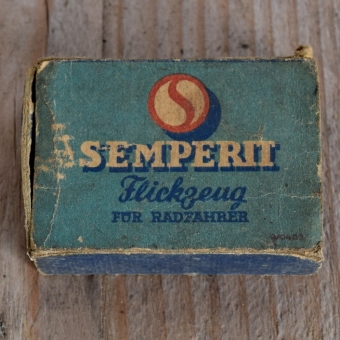 S
SEMPERIT
Flickzeug
FÜR RADFAHRER